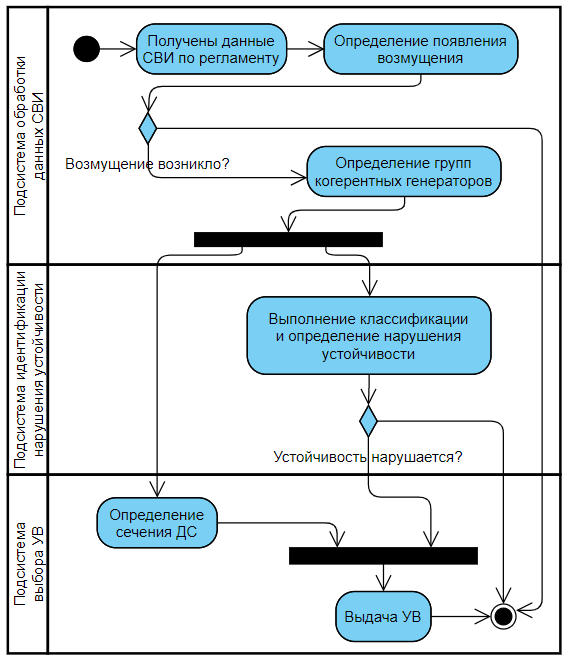 Подсистема обработки
данных СВИ
Получены данные
СВИ по регламенту
Определение появления
возмущения
Возмущение возникло?
Определение групп
когерентных генераторов
Подсистема идентификации
нарушения устойчивости
Выполнение классификации
и определение нарушения
устойчивости
Устойчивость нарушается?
Подсистема
выбора УВ
Определение
сечения ДС
Выдача УВ